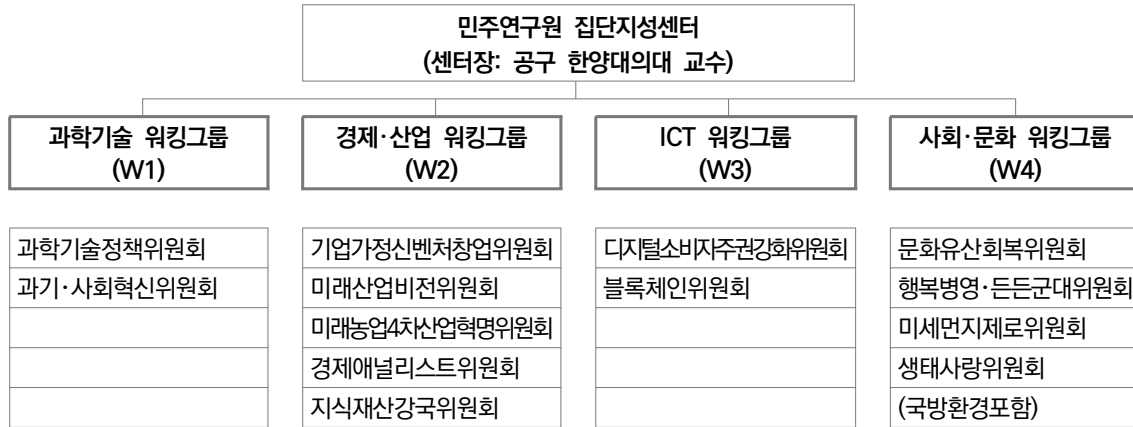 민주연구원 집단지성센터
(센터장: 공구 한양대의대 교수)
과학기술 워킹그룹
(W1)
경제·산업 워킹그룹
(W2)
ICT 워킹그룹
(W3)
사회·문화 워킹그룹
(W4)
과학기술정책위원회
과기·사회혁신위원회
기업가정신벤처창업위원회
미래산업비전위원회
미래농업4차산업혁명위원회
경제애널리스트위원회
지식재산강국위원회
디지털소비자주권강화위원회
블록체인위원회
문화유산회복위원회
행복병영·든든군대위원회
미세먼지제로위원회
생태사랑위원회
(국방환경포함)